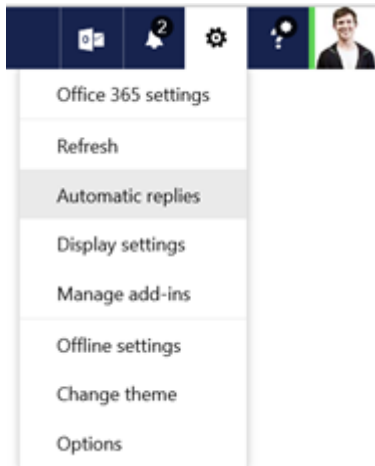 2
?
Office 365 settings
Refresh
Automatic replies
Display settings
Manage add-ins
Offline settings
Change theme
Options